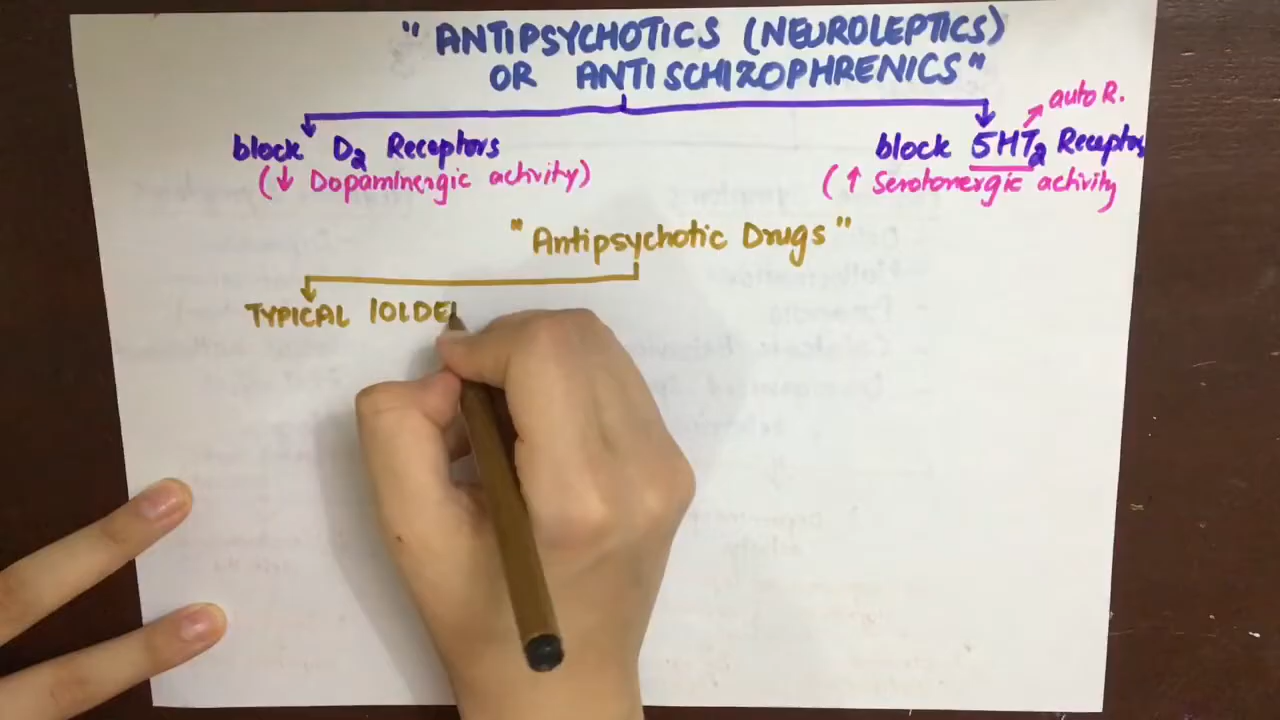 " ANTIPSYCHOTICS (NEUROLEPTICS)
OR ANTISCHIZOPHRENICS"
auto R.
block D2 Receptors
block 5HT2 Receptors
(↓ Dopaminergic activity)
(↑ Serotonergic activity
" Antipsychotic Drugs "
TYPICAL /OLDE